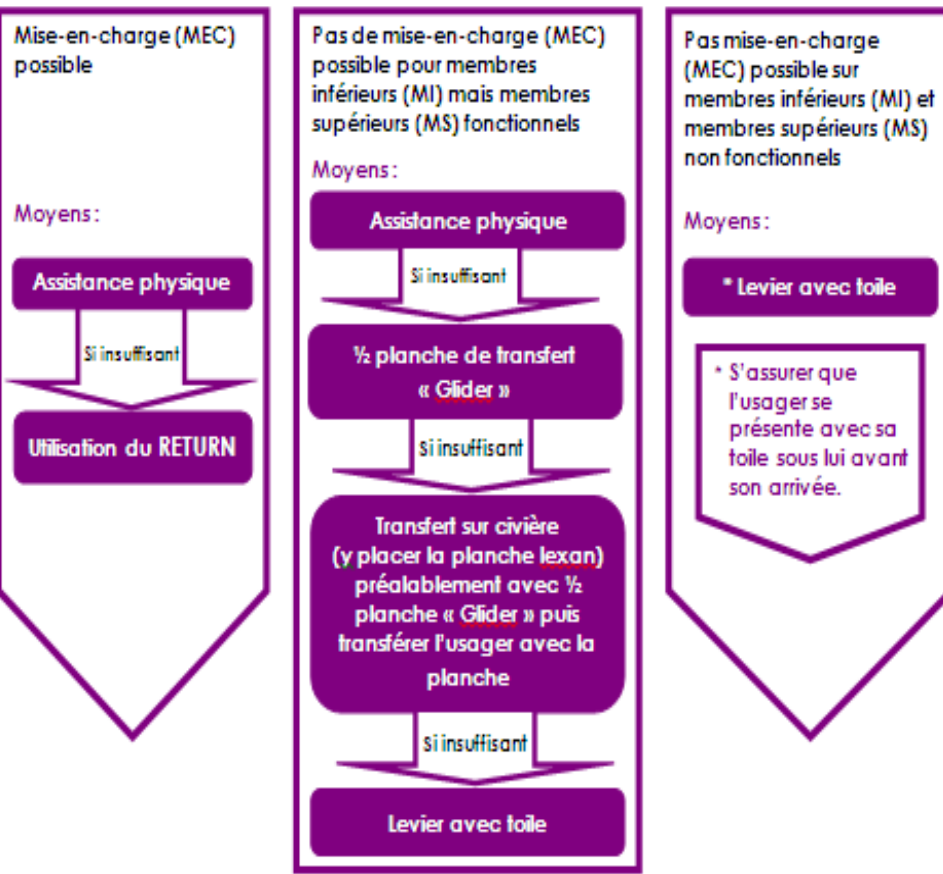 Mise-en-charge (MEC)
possible
Moyens :
Assistance physique
Si insuffisant
Utilisation du RETURN
Pas de mise-en-charge (MEC)
possible pour membres
inférieurs (MI) mais membres
supérieurs (MS) fonctionnels
Moyens :
Assistance physique
Si insuffisant
½ planche de transfert
« Glider »
Si insuffisant
Transfert sur civière
(y placer la planche lexan)
préalablement avec ½
planche « Glider » puis
transférer l'usager avec la
planche
Si insuffisant
Levier avec toile
Pas mise-en-charge
(MEC) possible sur
membres inférieurs (MI) et
membres supérieurs (MS)
non fonctionnels
Moyens :
* Levier avec toile
* S'assurer que
l'usager se
présente avec sa
toile sous lui avant
son arrivée.